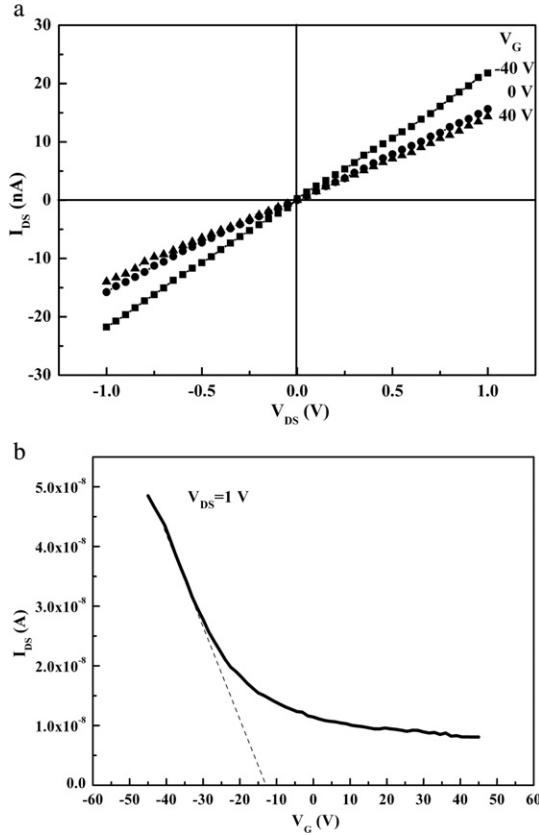 a
30
20
10
0
-10
-20
-30
I_DS (nA)
V_G
-40 V
0 V
40 V
-1.0 -0.5 0.0 0.5 1.0
V_DS (V)
b
5.0x10^-8
4.0x10^-8
3.0x10^-8
2.0x10^-8
1.0x10^-8
0.0
I_DS (A)
V_DS=1 V
-60 -50 -40 -30 -20 -10 0 10 20 30 40 50 60
V_G (V)